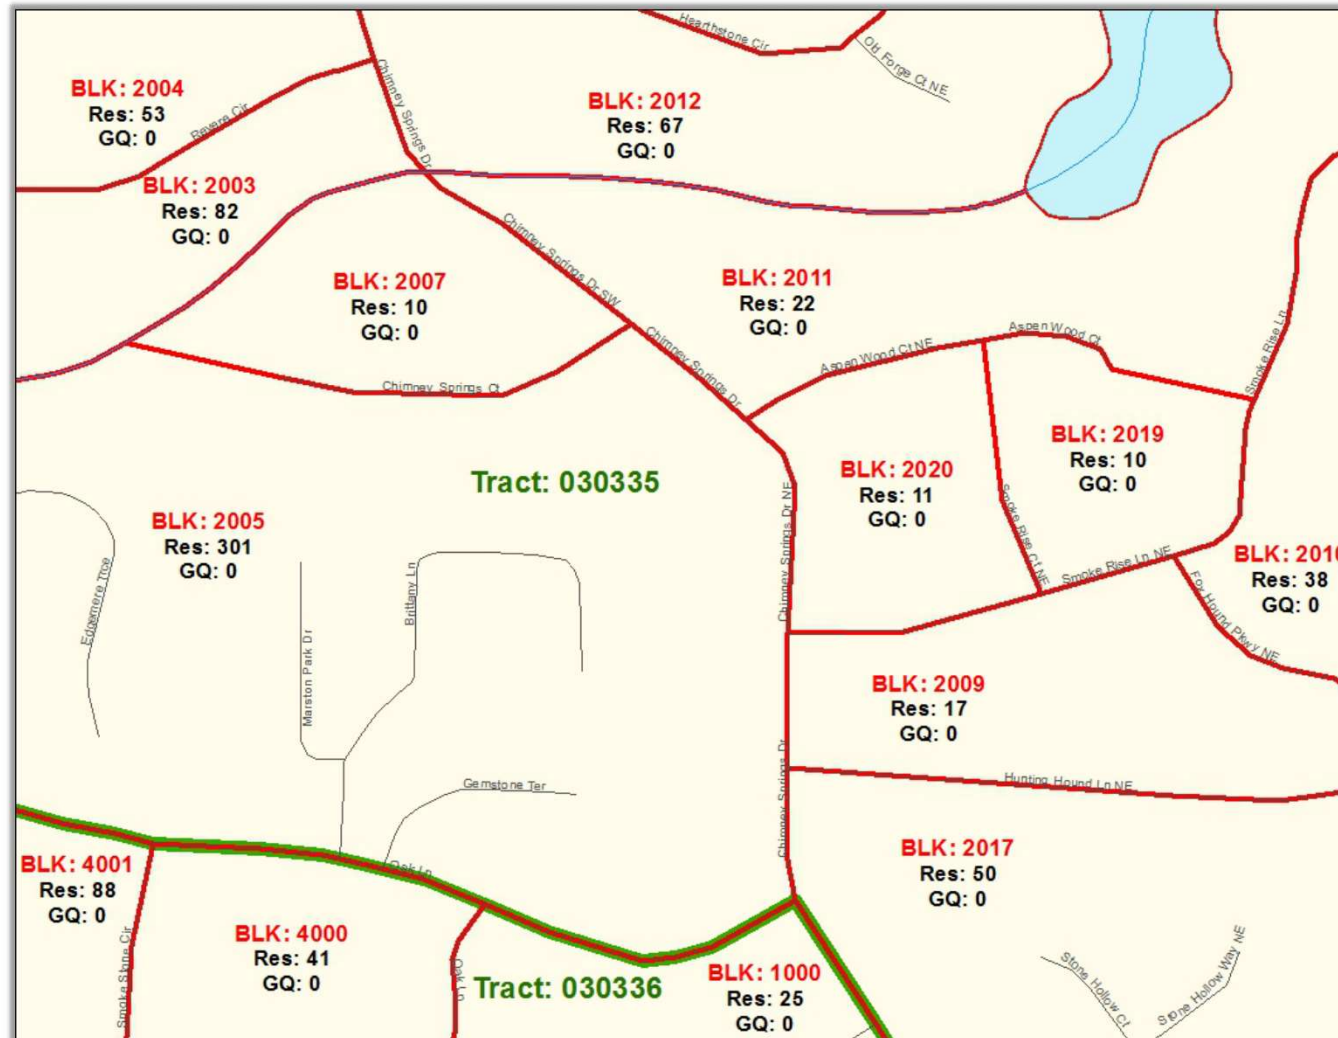 Hearthstone Cir
Old Forge Ct NE
BLK: 2004
Res: 53
GQ: 0
Revere Cir
Chimney Springs Dr
BLK: 2012
Res: 67
GQ: 0
BLK: 2003
Res: 82
GQ: 0
Chimney Springs Dr SW
BLK: 2007
Res: 10
GQ: 0
BLK: 2011
Res: 22
GQ: 0
Chimney Springs Ct
Chimney Springs Dr
Aspen Wood Ct NE
Aspen Wood Ct
Smoke Rise Ln
BLK: 2019
Res: 10
GQ: 0
BLK: 2020
Res: 11
GQ: 0
Tract: 030335
Chimney Springs Dr NE
Smoke Rise Ct NE
Smoke Rise Ln NE
BLK: 2005
Res: 301
GQ: 0
BLK: 2010
Res: 38
GQ: 0
Fox Hound Pkwy NE
Edgemere Trce
Marston Park Dr
Brittany Ln
BLK: 2009
Res: 17
GQ: 0
Chimney Springs Dr
Hunting Hound Ln NE
Gemstone Ter
Oak Ln
BLK: 4001
Res: 88
GQ: 0
BLK: 2017
Res: 50
GQ: 0
Smoke Stone Cir
BLK: 4000
Res: 41
GQ: 0
Oak Ln
Tract: 030336
BLK: 1000
Res: 25
GQ: 0
Stone Hollow Ct
Stone Hollow Way NE